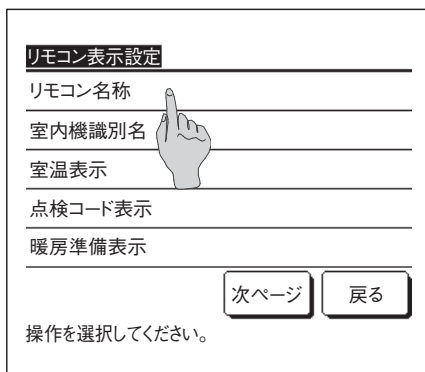 リモコン表示設定
リモコン名称
室内機識別名
室温表示
点検コード表示
暖房準備表示
次ページ 戻る
操作を選択してください。